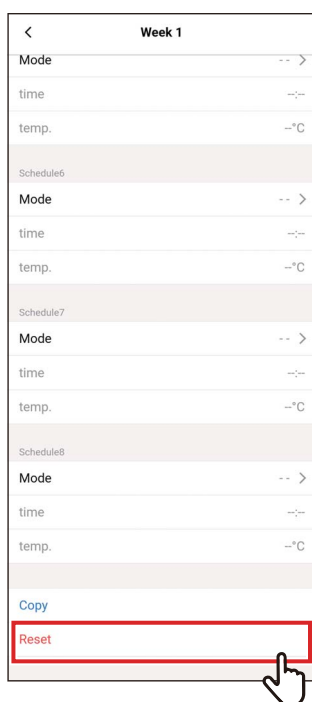 Week 1
Mode -- >
time --:--
temp. --°C
Schedule6
Mode -- >
time --:--
temp. --°C
Schedule7
Mode -- >
time --:--
temp. --°C
Schedule8
Mode -- >
time --:--
temp. --°C
Copy
Reset